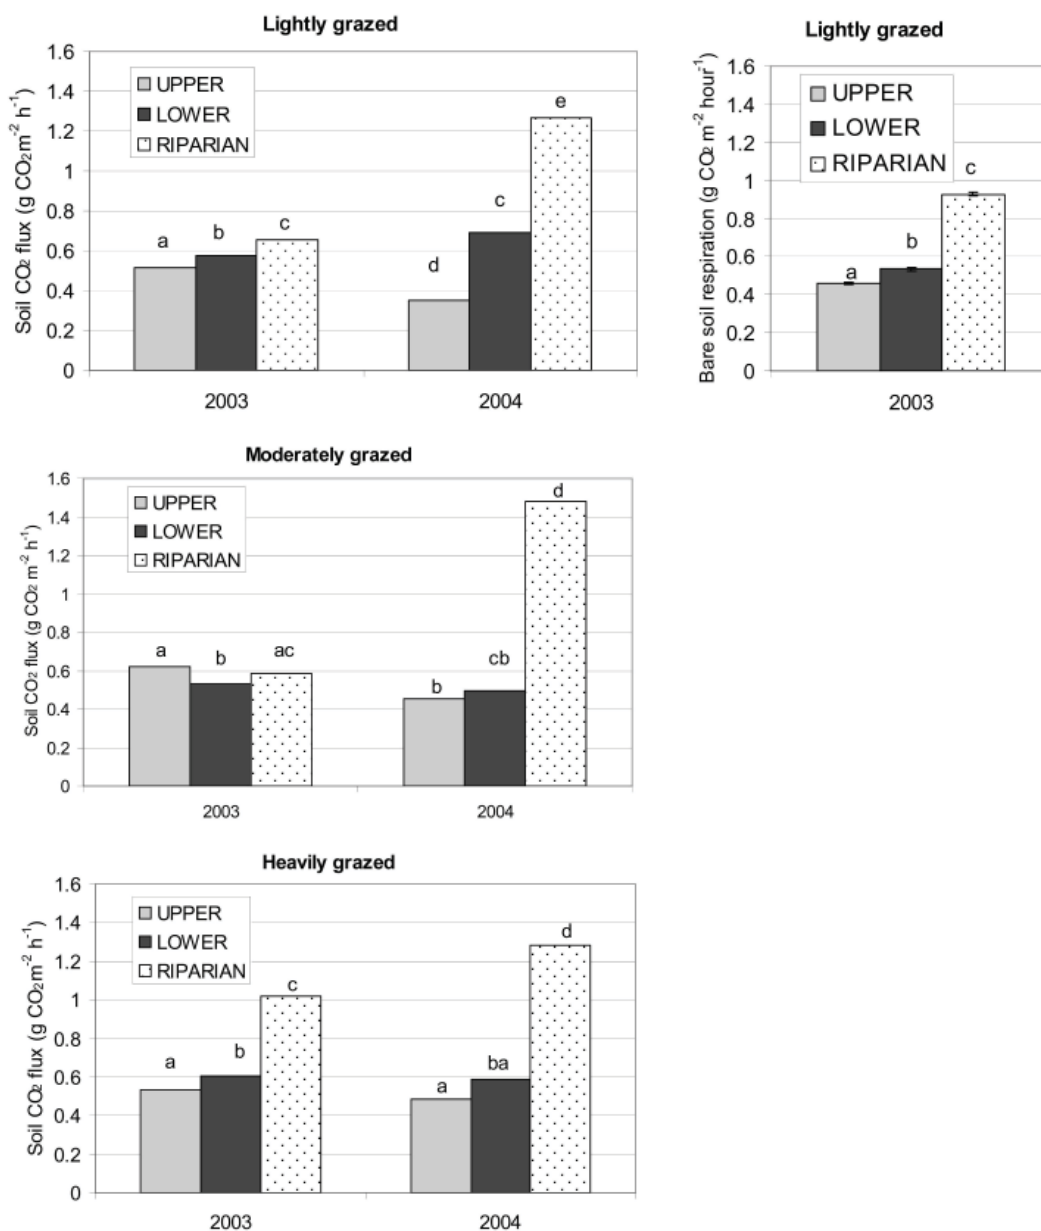 Lightly grazed
Soil CO₂ flux (g CO₂m⁻² h⁻¹)
1.6
1.4
1.2
1
0.8
0.6
0.4
0.2
0
UPPER
LOWER
RIPARIAN
a
b
c
d
c
e
2003
2004
Lightly grazed
Bare soil respiration (g CO₂ m⁻² hour⁻¹)
1.6
1.4
1.2
1
0.8
0.6
0.4
0.2
0
UPPER
LOWER
RIPARIAN
a
b
c
2003
Moderately grazed
Soil CO₂ flux (g CO₂ m⁻² h⁻¹)
1.6
1.4
1.2
1
0.8
0.6
0.4
0.2
0
UPPER
LOWER
RIPARIAN
a
b
ac
b
cb
d
2003
2004
Heavily grazed
Soil CO₂ flux (g CO₂m⁻² h⁻¹)
1.6
1.4
1.2
1
0.8
0.6
0.4
0.2
0
UPPER
LOWER
RIPARIAN
a
b
c
a
ba
d
2003
2004